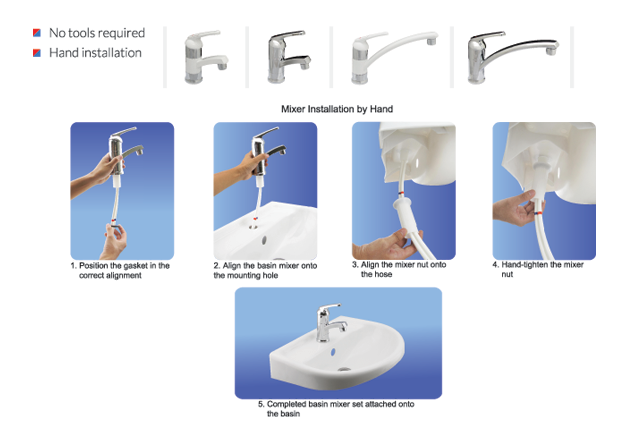 No tools required
Hand installation
Mixer Installation by Hand
1. Position the gasket in the
correct alignment
2. Align the basin mixer onto
the mounting hole
3. Align the mixer nut onto
the hose
4. Hand-tighten the mixer
nut
5. Completed basin mixer set attached onto
the basin